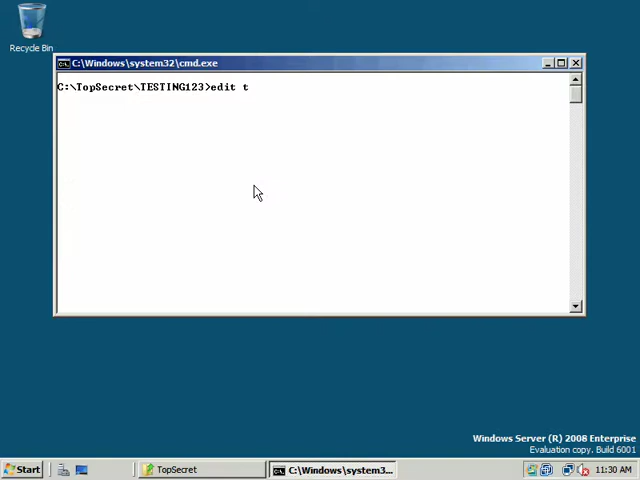 Recycle Bin
C:\Windows\system32\cmd.exe
C:\TopSecret\TESTING123>edit t
Windows Server (R) 2008 Enterprise
Evaluation copy. Build 6001
Start
TopSecret
C:\Windows\system3...
11:30 AM